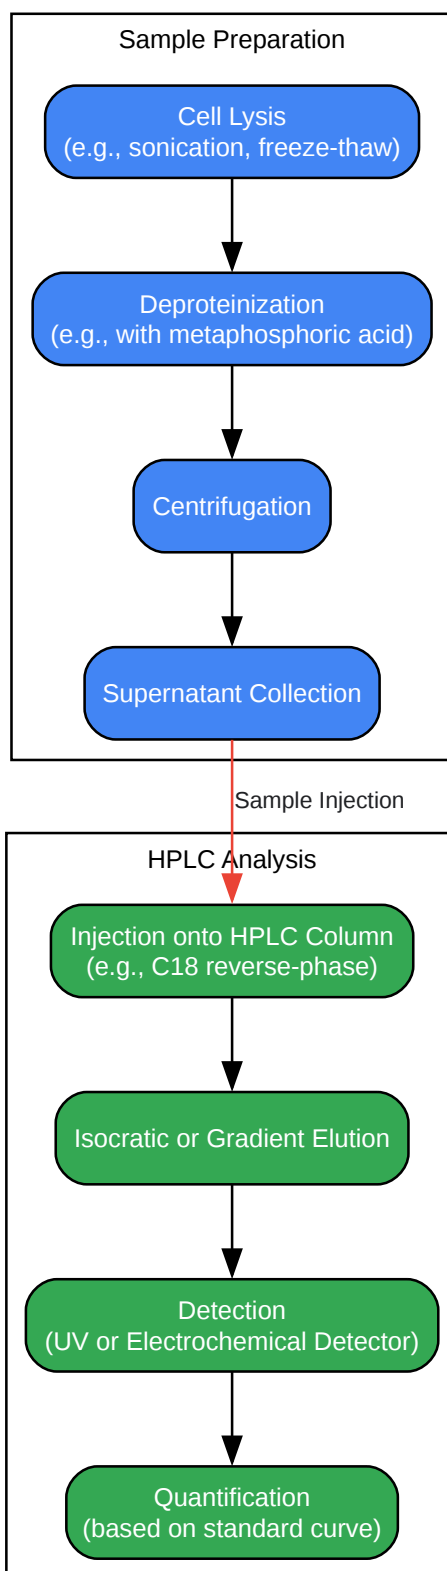 Sample Preparation
Cell Lysis
(e.g., sonication, freeze-thaw)
Deproteinization
(e.g., with metaphosphoric acid)
Centrifugation
Supernatant Collection
Sample Injection
HPLC Analysis
Injection onto HPLC Column
(e.g., C18 reverse-phase)
Isocratic or Gradient Elution
Detection
(UV or Electrochemical Detector)
Quantification
(based on standard curve)